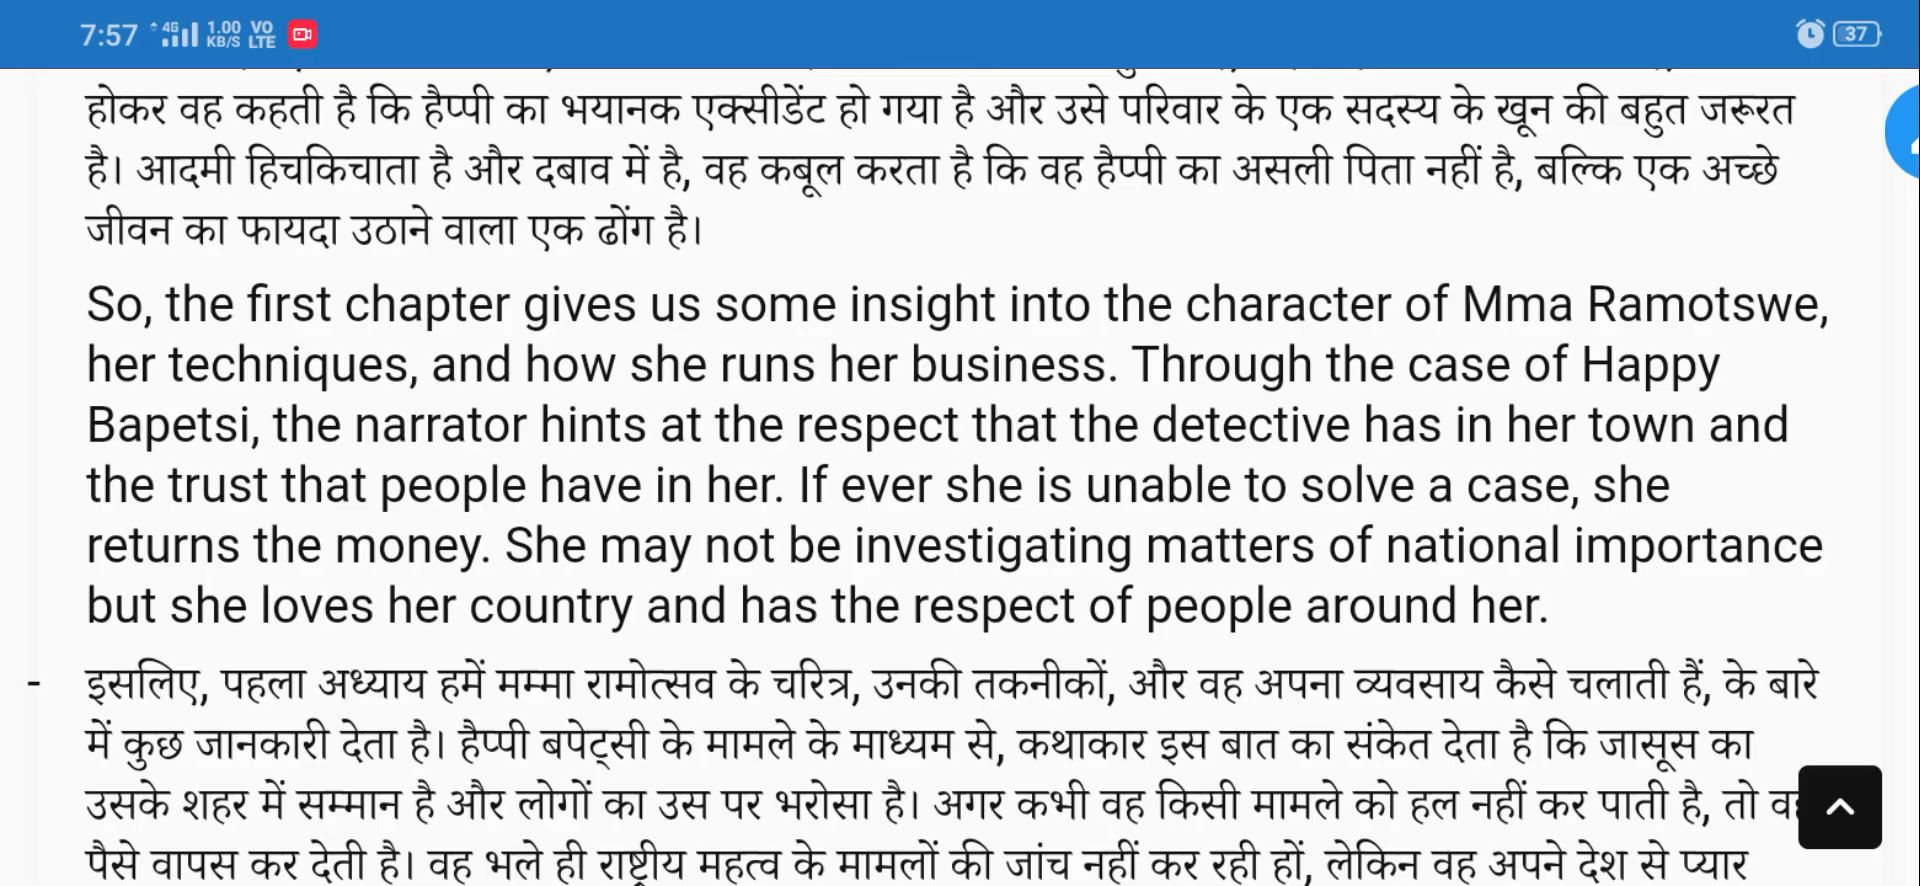 7:57 4G 1.00 KB/S VO LTE 37
होकर वह कहती है कि हैप्पी का भयानक एक्सीडेंट हो गया है और उसे परिवार के एक सदस्य के खून की बहुत जरूरत
है। आदमी हिचकिचाता है और दबाव में है, वह कबूल करता है कि वह हैप्पी का असली पिता नहीं है, बल्कि एक अच्छे
जीवन का फायदा उठाने वाला एक ढोंग है।
So, the first chapter gives us some insight into the character of Mma Ramotswe,
her techniques, and how she runs her business. Through the case of Happy
Bapetsi, the narrator hints at the respect that the detective has in her town and
the trust that people have in her. If ever she is unable to solve a case, she
returns the money. She may not be investigating matters of national importance
but she loves her country and has the respect of people around her.
- इसलिए, पहला अध्याय हमें मम्मा रामोत्सव के चरित्र, उनकी तकनीकों, और वह अपना व्यवसाय कैसे चलाती हैं, के बारे
में कुछ जानकारी देता है। हैप्पी बपेट्सी के मामले के माध्यम से, कथाकार इस बात का संकेत देता है कि जासूस का
उसके शहर में सम्मान है और लोगों का उस पर भरोसा है। अगर कभी वह किसी मामले को हल नहीं कर पाती है, तो
पैसे वापस कर देती है। वह भले ही राष्ट्रीय महत्व के मामलों की जांच नहीं कर रही हों, लेकिन वह अपने देश से प्यार